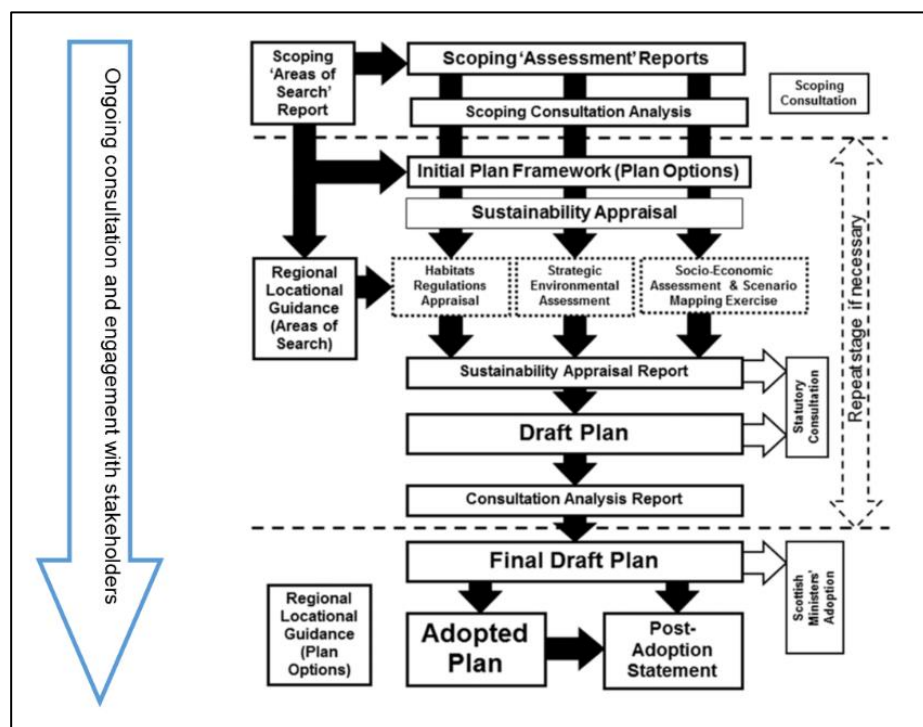 Ongoing consultation and engagement with stakeholders
Scoping
‘Areas of
Search’
Report
Scoping ‘Assessment’ Reports
Scoping Consultation Analysis
Scoping
Consultation
Initial Plan Framework (Plan Options)
Sustainability Appraisal
Regional
Locational
Guidance
(Areas of
Search)
Habitats
Regulations
Appraisal
Strategic
Environmental
Assessment
Socio-Economic
Assessment & Scenario
Mapping Exercise
Repeat stage if necessary
Sustainability Appraisal Report
Statutory
Consultation
Draft Plan
Consultation Analysis Report
Final Draft Plan
Scottish
Ministers’
Adoption
Regional
Locational
Guidance
(Plan
Options)
Adopted
Plan
Post-
Adoption
Statement